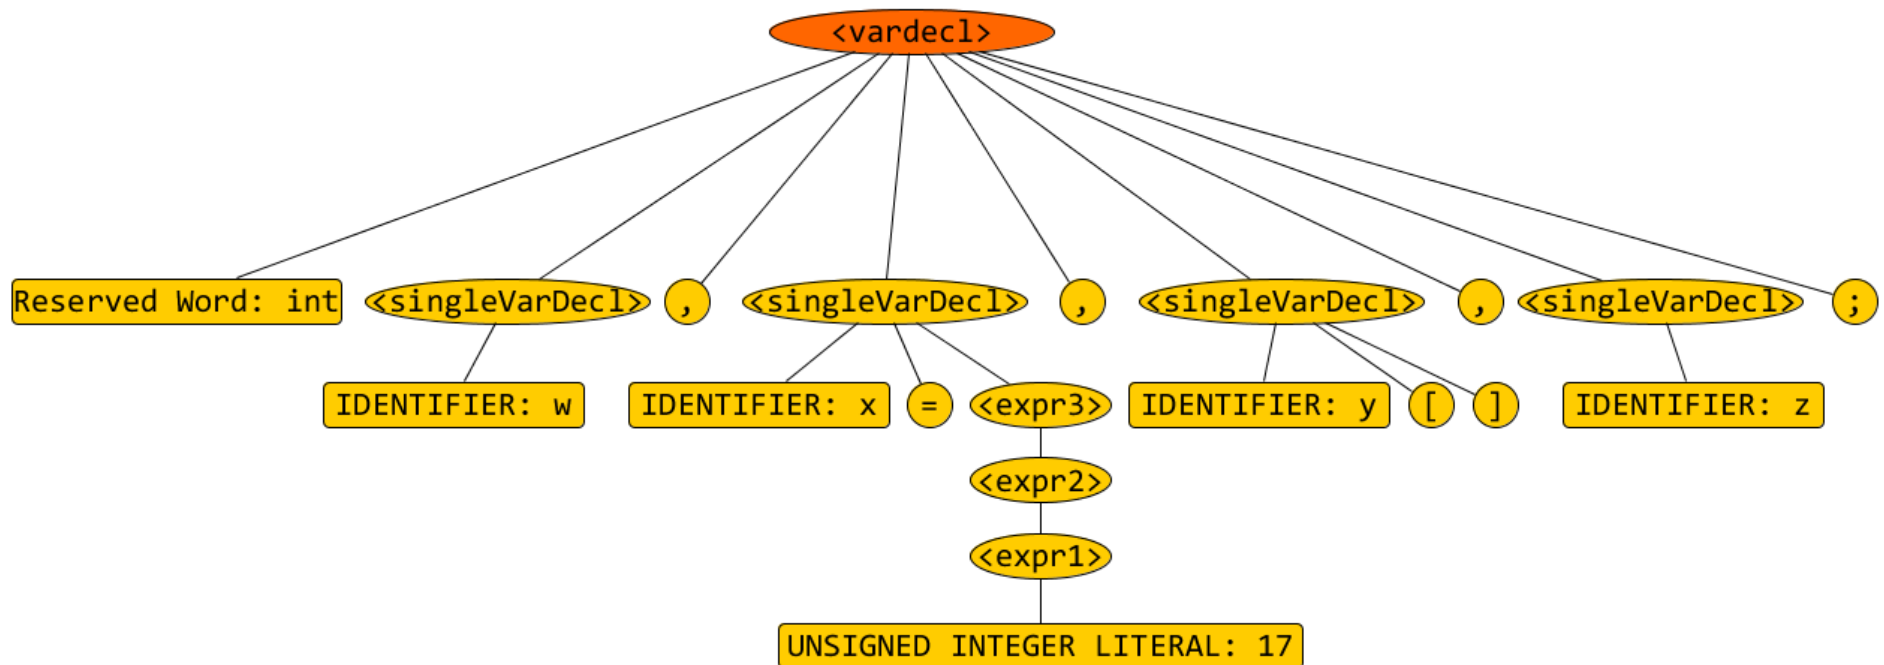 <vardecl>
Reserved Word: int <singleVarDecl> , <singleVarDecl> , <singleVarDecl> , <singleVarDecl> ;
IDENTIFIER: w IDENTIFIER: x = <expr3> IDENTIFIER: y [ ] IDENTIFIER: z
<expr2>
<expr1>
UNSIGNED INTEGER LITERAL: 17